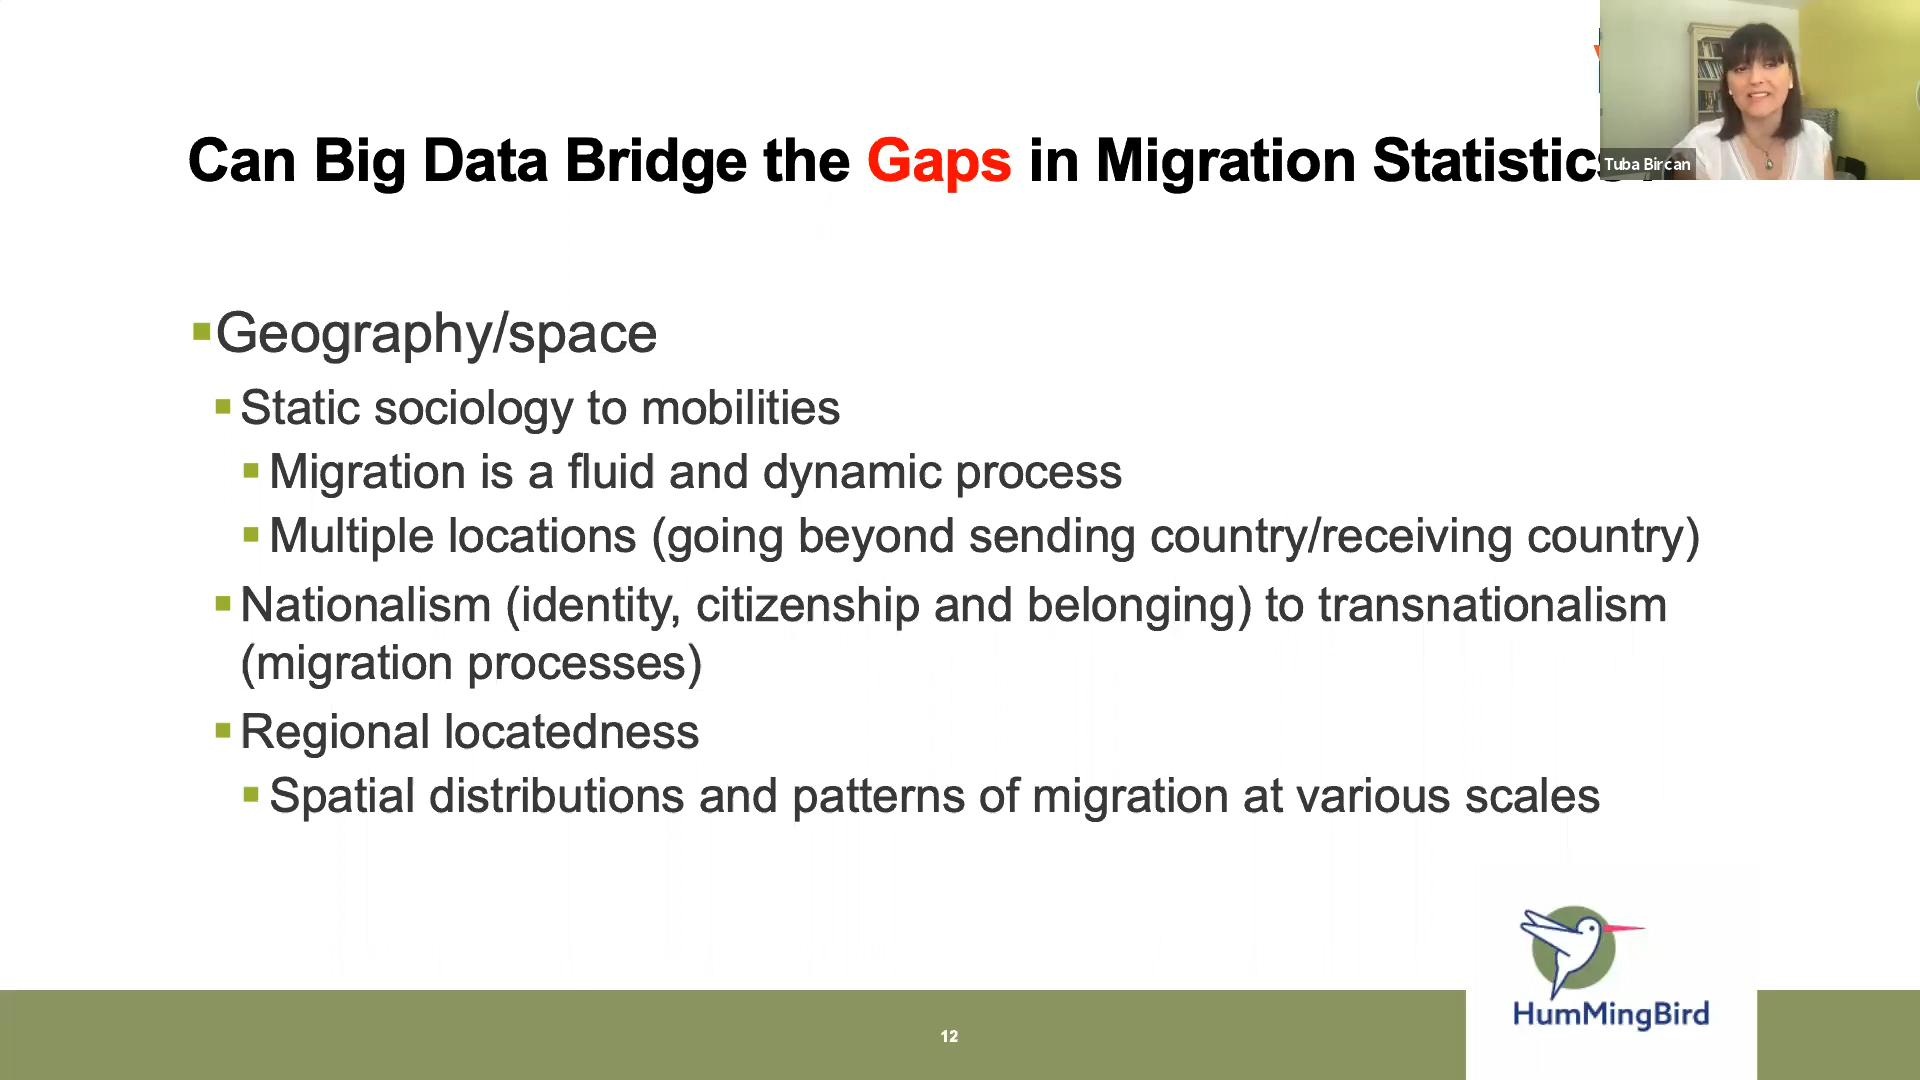 Can Big Data Bridge the Gaps in Migration Statistics
Tuba Bircan
Geography/space
Static sociology to mobilities
Migration is a fluid and dynamic process
Multiple locations (going beyond sending country/receiving country)
Nationalism (identity, citizenship and belonging) to transnationalism
(migration processes)
Regional locatedness
Spatial distributions and patterns of migration at various scales
HumMingBird
12